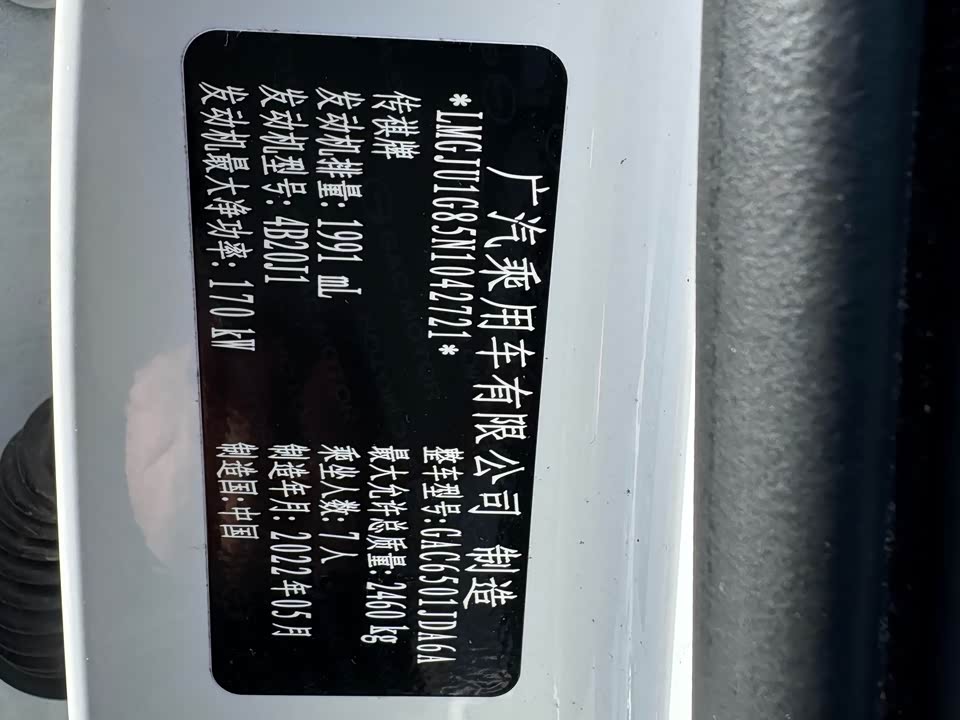 广汽乘用车有限公司 制造
*LMGJU1G85N1042721*
传祺牌 整车型号:GAC6501JDA6A
发动机排量:1991 mL 最大允许总质量:2460 kg
发动机型号:4B20J1 乘坐人数:7人
发动机最大净功率:170 kW 制造年月:2022年05月
制造国:中国